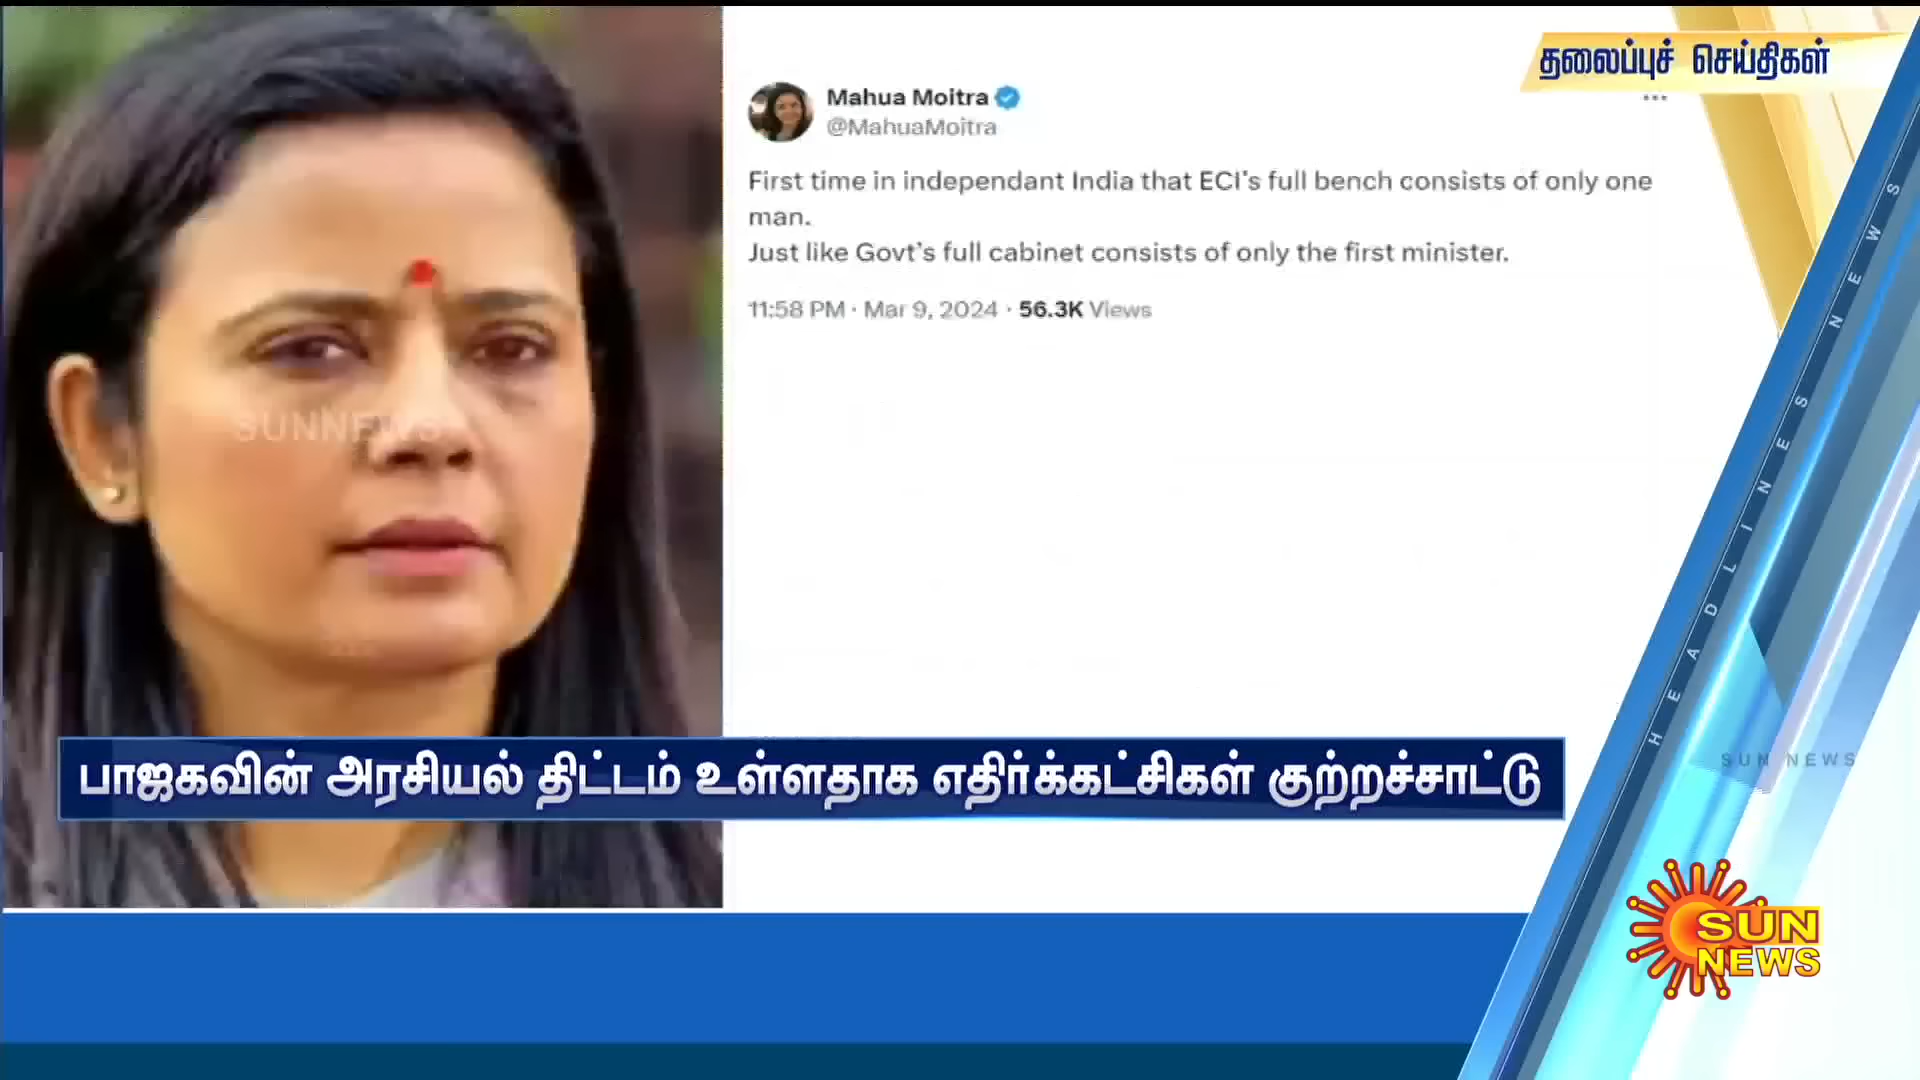 தலைப்புச் செய்திகள்
Mahua Moitra
@MahuaMoitra
First time in independant India that ECI's full bench consists of only one
man.
Just like Govt's full cabinet consists of only the first minister.
11:58 PM · Mar 9, 2024 · 56.3K Views
SUNNEWS
பாஜகவின் அரசியல் திட்டம் உள்ளதாக எதிர்க்கட்சிகள் குற்றச்சாட்டு
HEADLINES NEWS
SUN NEWS
SUN
NEWS